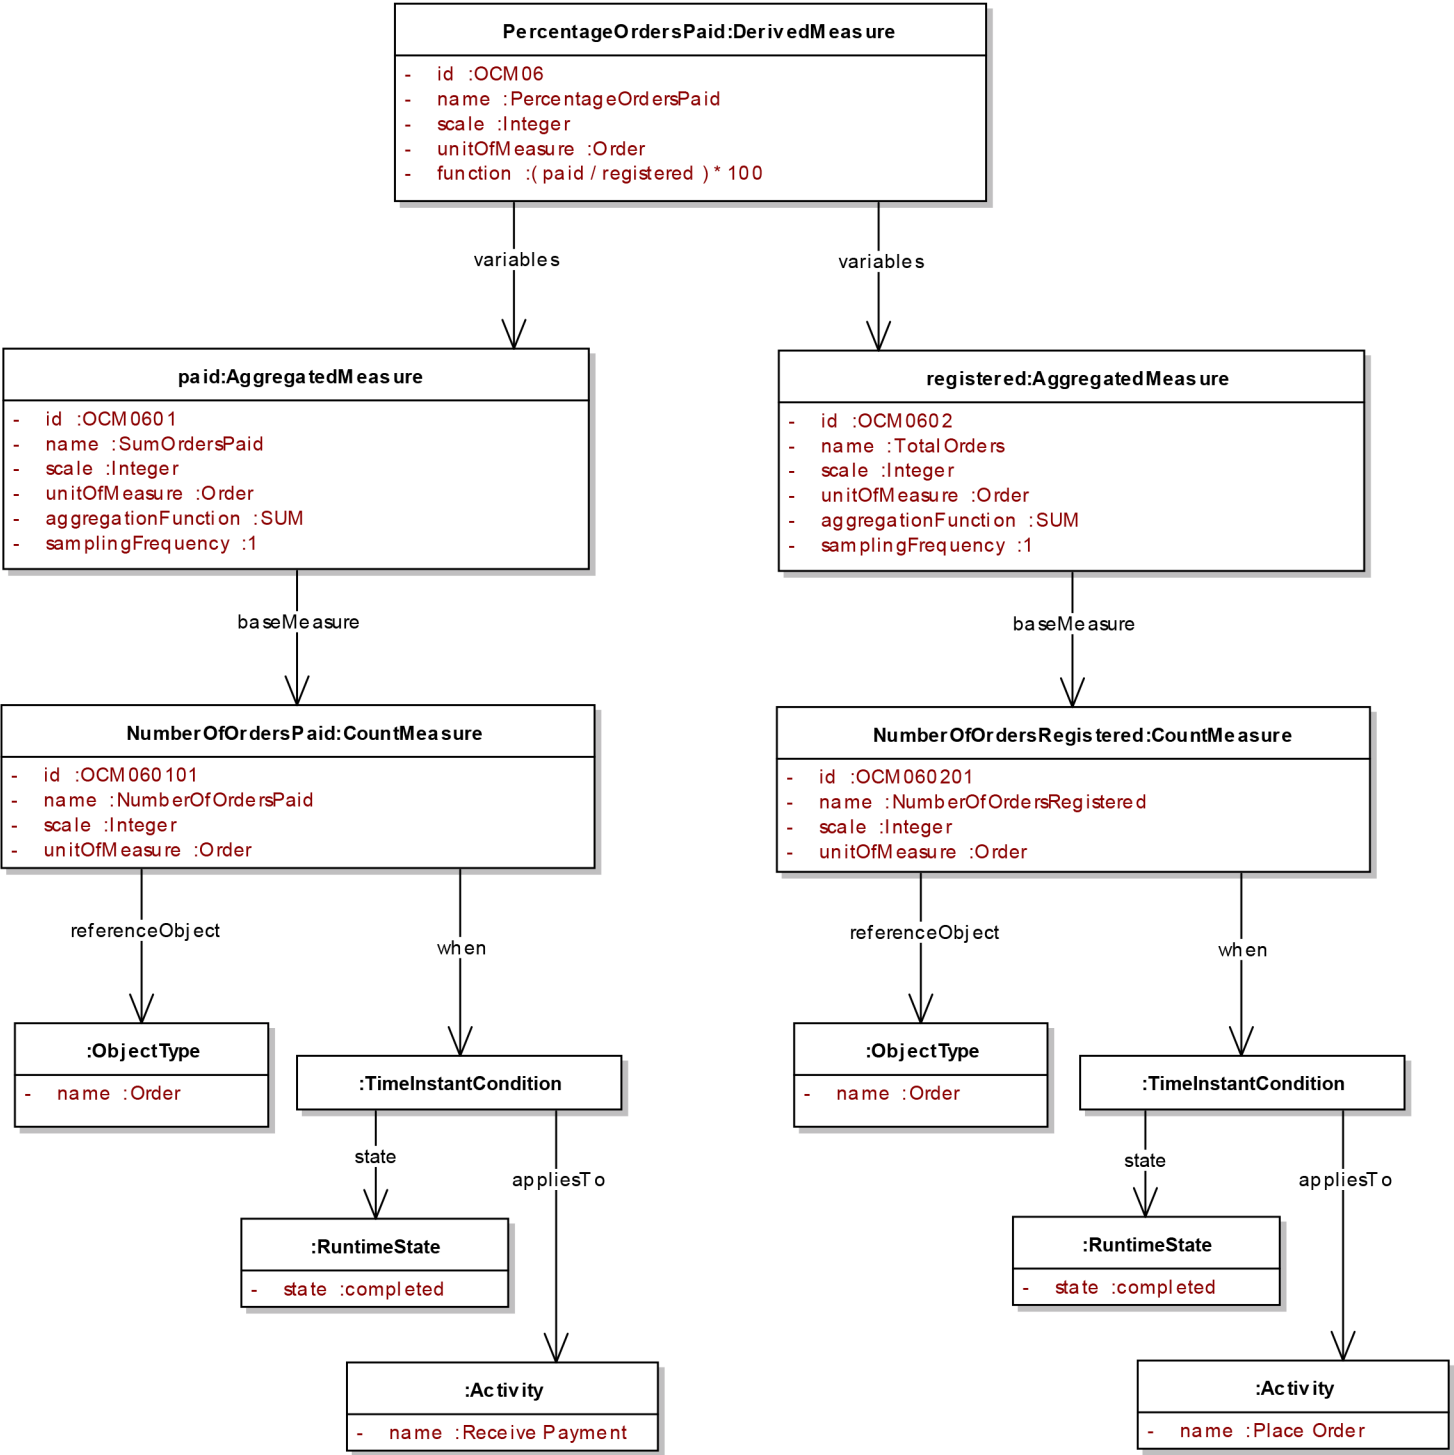 PercentageOrdersPaid:DerivedMeasure
- id :OCM06
- name :PercentageOrdersPaid
- scale :Integer
- unitOfMeasure :Order
- function :( paid / registered ) * 100
variables
variables
paid:AggregatedMeasure
- id :OCM0601
- name :SumOrdersPaid
- scale :Integer
- unitOfMeasure :Order
- aggregationFunction :SUM
- samplingFrequency :1
registered:AggregatedMeasure
- id :OCM0602
- name :TotalOrders
- scale :Integer
- unitOfMeasure :Order
- aggregationFunction :SUM
- samplingFrequency :1
baseMeasure
baseMeasure
NumberOfOrdersPaid:CountMeasure
- id :OCM060101
- name :NumberOfOrdersPaid
- scale :Integer
- unitOfMeasure :Order
NumberOfOrdersRegistered:CountMeasure
- id :OCM060201
- name :NumberOfOrdersRegistered
- scale :Integer
- unitOfMeasure :Order
referenceObject
when
referenceObject
when
:ObjectType
- name :Order
:TimeInstantCondition
:ObjectType
- name :Order
:TimeInstantCondition
state
appliesTo
state
appliesTo
:RuntimeState
- state :completed
:RuntimeState
- state :completed
:Activity
- name :Receive Payment
:Activity
- name :Place Order